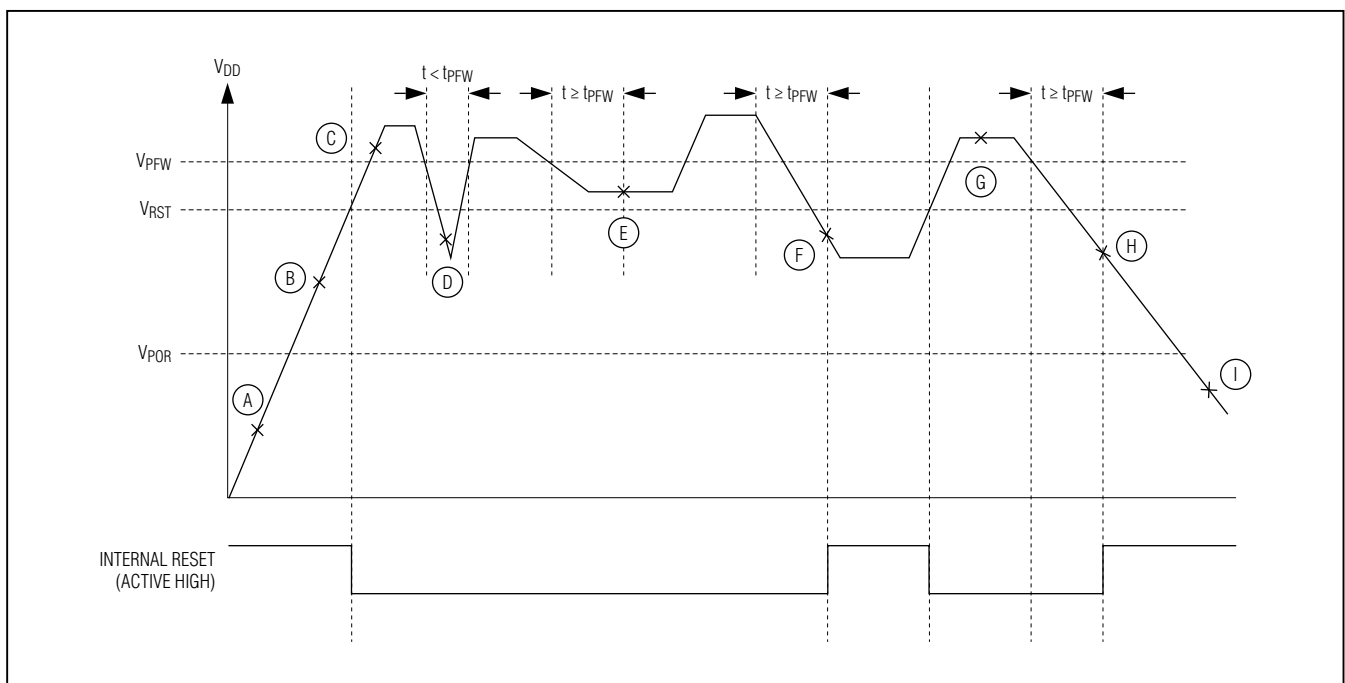 VDD
t < tPFW
t ≥ tPFW
t ≥ tPFW
t ≥ tPFW
C
VPFW
G
VRST
E
F
H
B
D
VPOR
I
A
INTERNAL RESET
(ACTIVE HIGH)